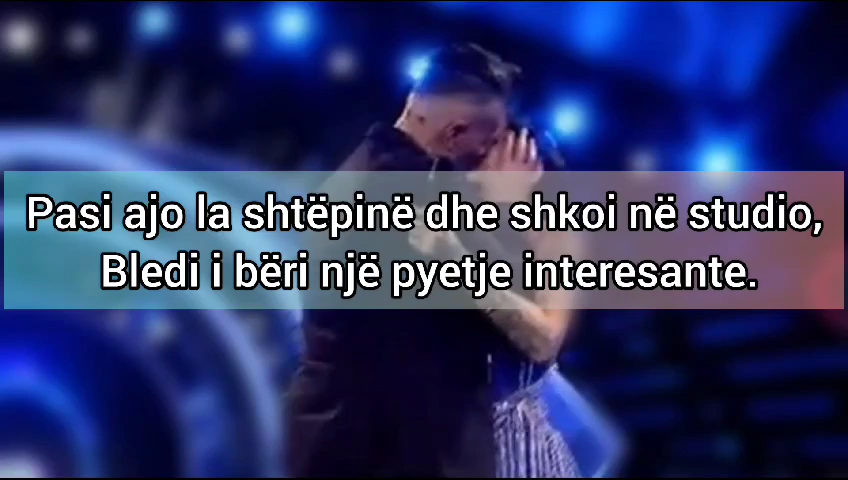 Pasi ajo la shtëpinë dhe shkoi në studio,
Bledi i bëri një pyetje interesante.